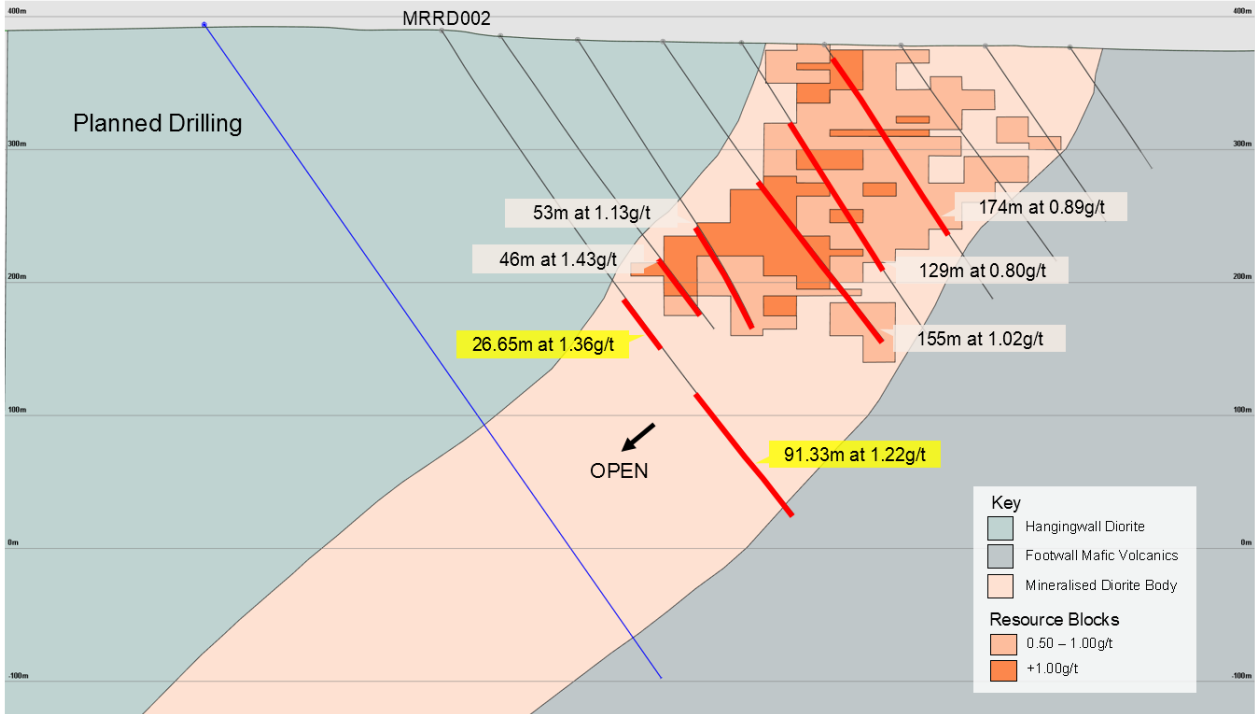 400m
MRRD002
400m
Planned Drilling
300m
300m
53m at 1.13g/t
174m at 0.89g/t
46m at 1.43g/t
129m at 0.80g/t
200m
200m
26.65m at 1.36g/t
155m at 1.02g/t
100m
100m
OPEN
91.33m at 1.22g/t
Key
Hangingwall Diorite
0m
0m
Footwall Mafic Volcanics
Mineralised Diorite Body
Resource Blocks
0.50 – 1.00g/t
+1.00g/t
-100m
-100m